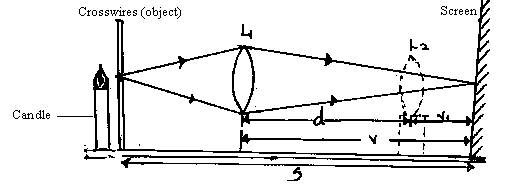 Crosswires (object)
Screen
L1
L2
Candle
d
V1
V
S